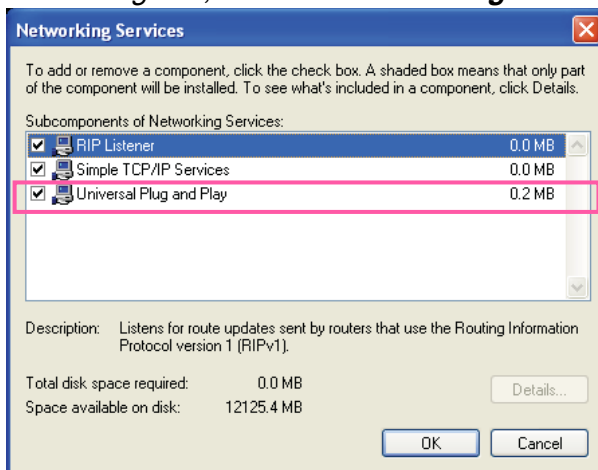 Networking Services
To add or remove a component, click the check box. A shaded box means that only part
of the component will be installed. To see what's included in a component, click Details.
Subcomponents of Networking Services:
RIP Listener 0.0 MB
Simple TCP/IP Services 0.0 MB
Universal Plug and Play 0.2 MB
Description: Listens for route updates sent by routers that use the Routing Information
Protocol version 1 (RIPv1).
Total disk space required: 0.0 MB
Details...
Space available on disk: 12125.4 MB
OK Cancel